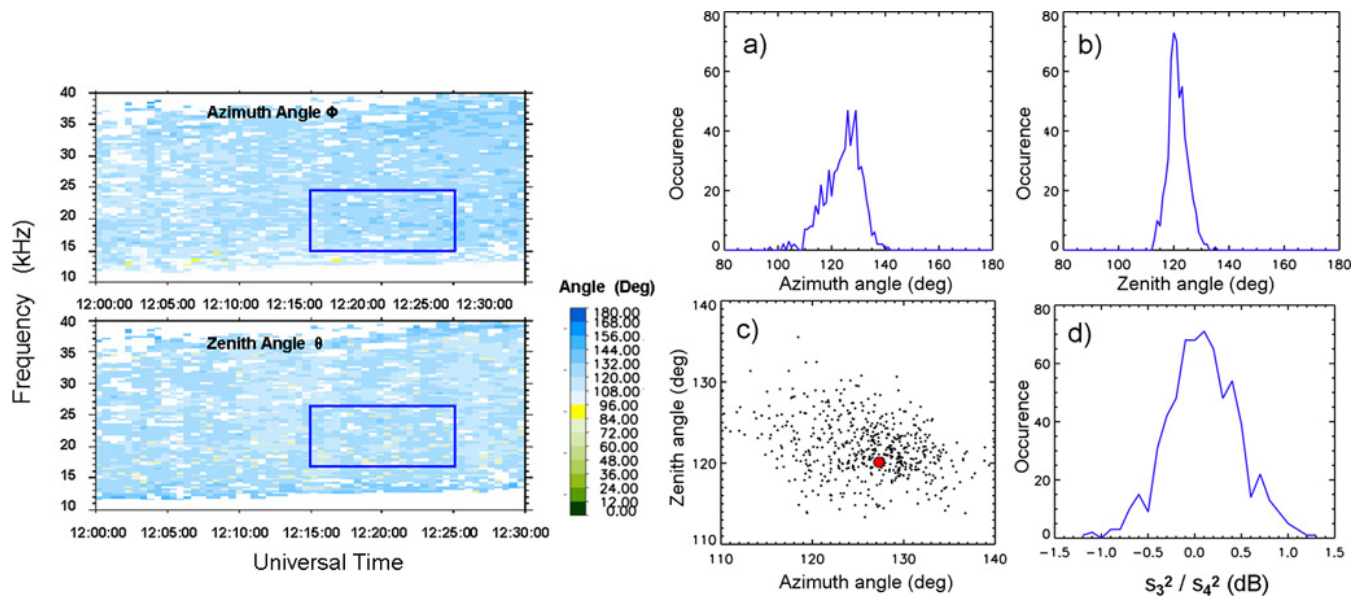 Azimuth Angle Φ
40
35
30
25
20
15
10
12:00:00 12:05:00 12:10:00 12:15:00 12:20:00 12:25:00 12:30:00
Zenith Angle θ
40
35
30
25
20
15
10
12:00:00 12:05:00 12:10:00 12:15:00 12:20:00 12:25:00 12:30:00
Frequency (kHz)
Universal Time
Angle (Deg)
180.00
168.00
156.00
144.00
132.00
120.00
108.00
96.00
84.00
72.00
60.00
48.00
36.00
24.00
12.00
0.00
a)
80
60
40
20
0
Occurence
80 100 120 140 160 180
Azimuth angle (deg)
b)
80
60
40
20
0
Occurence
80 100 120 140 160 180
Zenith angle (deg)
c)
140
130
120
110
Zenith angle (deg)
110 120 130 140
Azimuth angle (deg)
d)
80
60
40
20
0
Occurence
−1.5 −1.0 −0.5 0.0 0.5 1.0 1.5
s₃² / s₄² (dB)